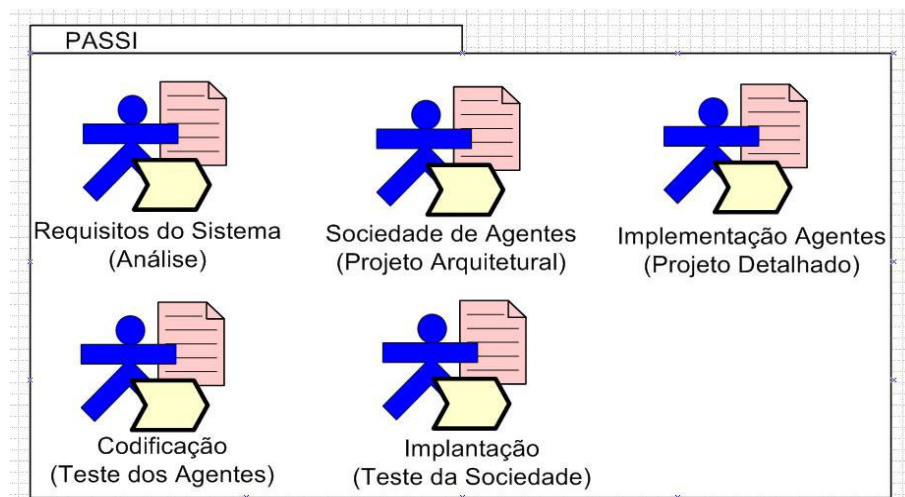 PASSI
Requisitos do Sistema
(Análise)
Sociedade de Agentes
(Projeto Arquitetural)
Implementação Agentes
(Projeto Detalhado)
Codificação
(Teste dos Agentes)
Implantação
(Teste da Sociedade)